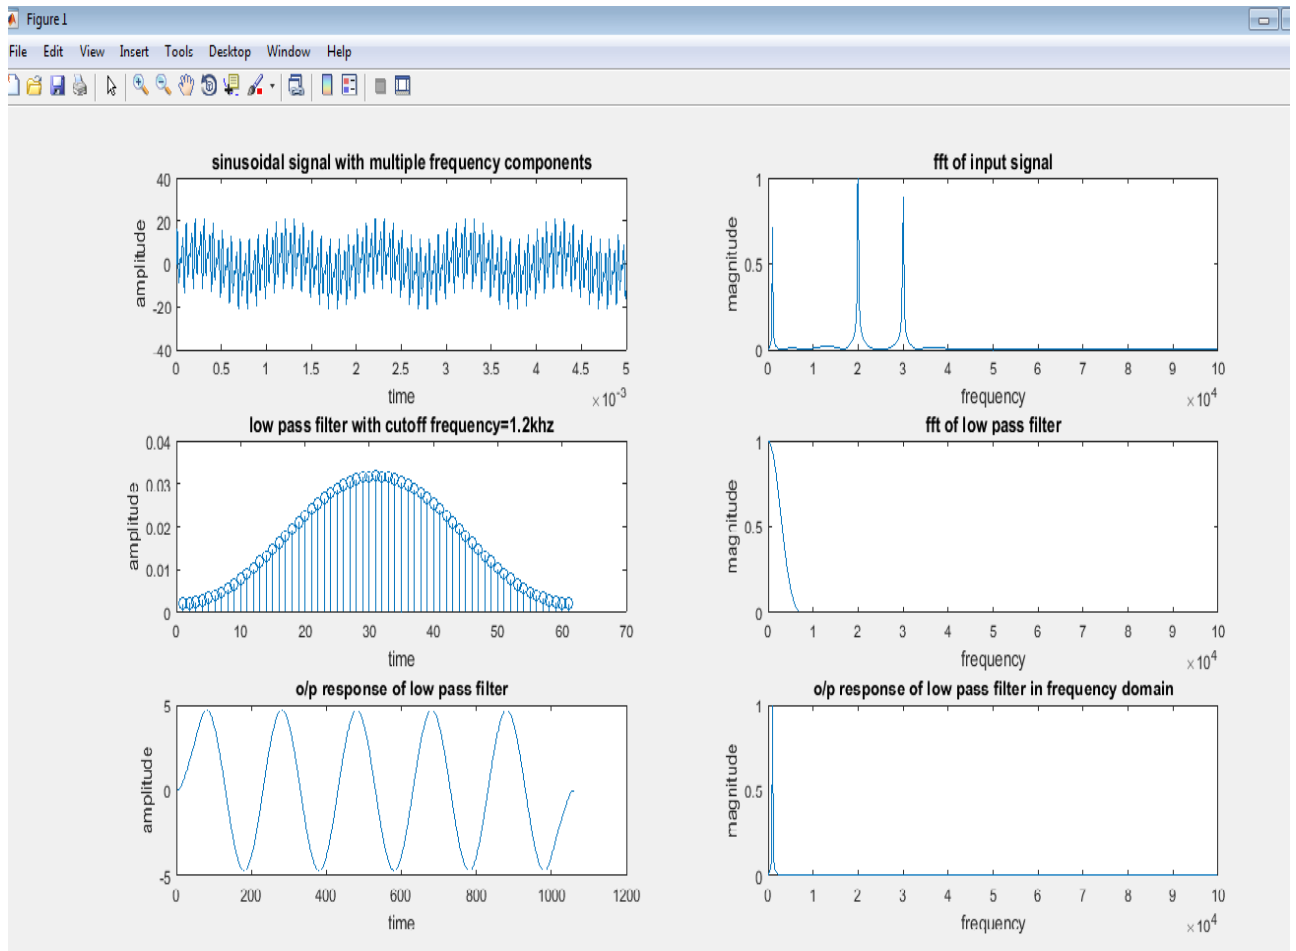 Figure 1
File Edit View Insert Tools Desktop Window Help
sinusoidal signal with multiple frequency components
40
20
0
-20
-40
amplitude
0 0.5 1 1.5 2 2.5 3 3.5 4 4.5 5
time
×10-3
fft of input signal
1
0.5
0
magnitude
0 1 2 3 4 5 6 7 8 9 10
frequency
×104
low pass filter with cutoff frequency=1.2khz
0.04
0.03
0.02
0.01
0
amplitude
0 10 20 30 40 50 60 70
time
fft of low pass filter
1
0.5
0
magnitude
0 1 2 3 4 5 6 7 8 9 10
frequency
×104
o/p response of low pass filter
5
0
-5
amplitude
0 200 400 600 800 1000 1200
time
o/p response of low pass filter in frequency domain
1
0.5
0
magnitude
0 1 2 3 4 5 6 7 8 9 10
frequency
×104